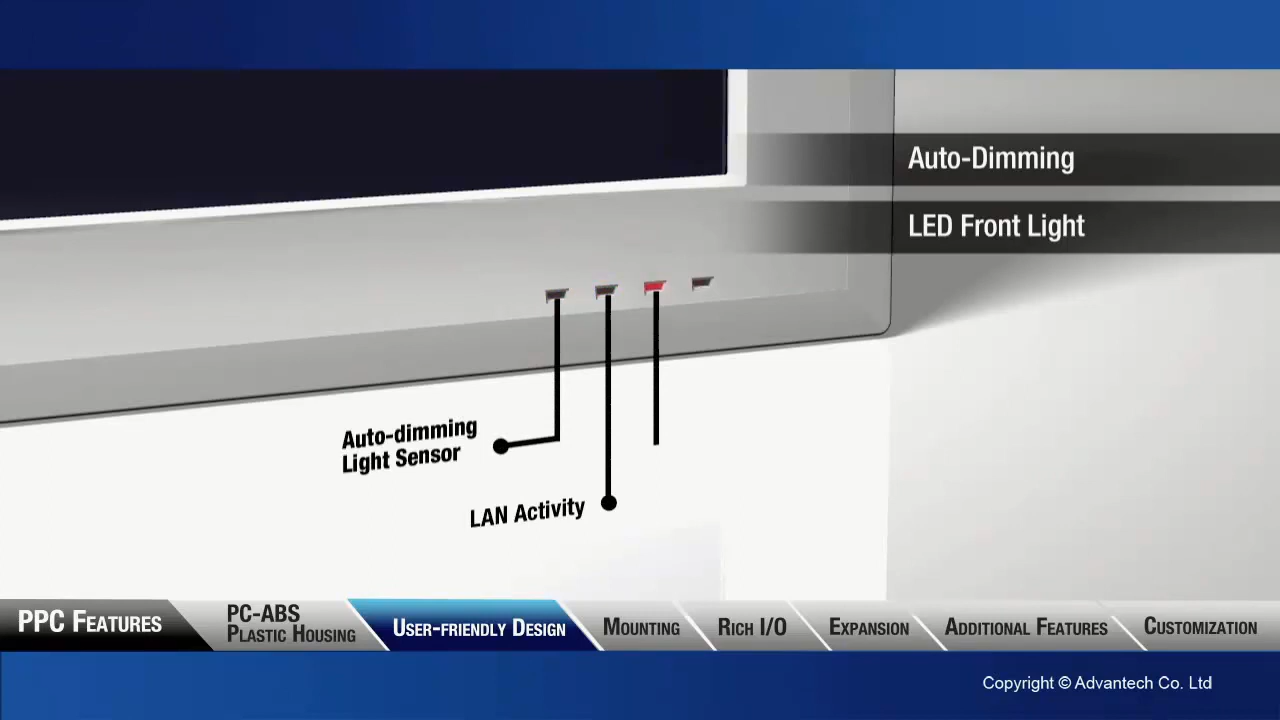 Auto-Dimming
LED Front Light
Auto-dimming
Light Sensor
LAN Activity
PPC FEATURES
PC-ABS
PLASTIC HOUSING
USER-FRIENDLY DESIGN
MOUNTING
RICH I/O
EXPANSION
ADDITIONAL FEATURES
CUSTOMIZATION
Copyright © Advantech Co. Ltd